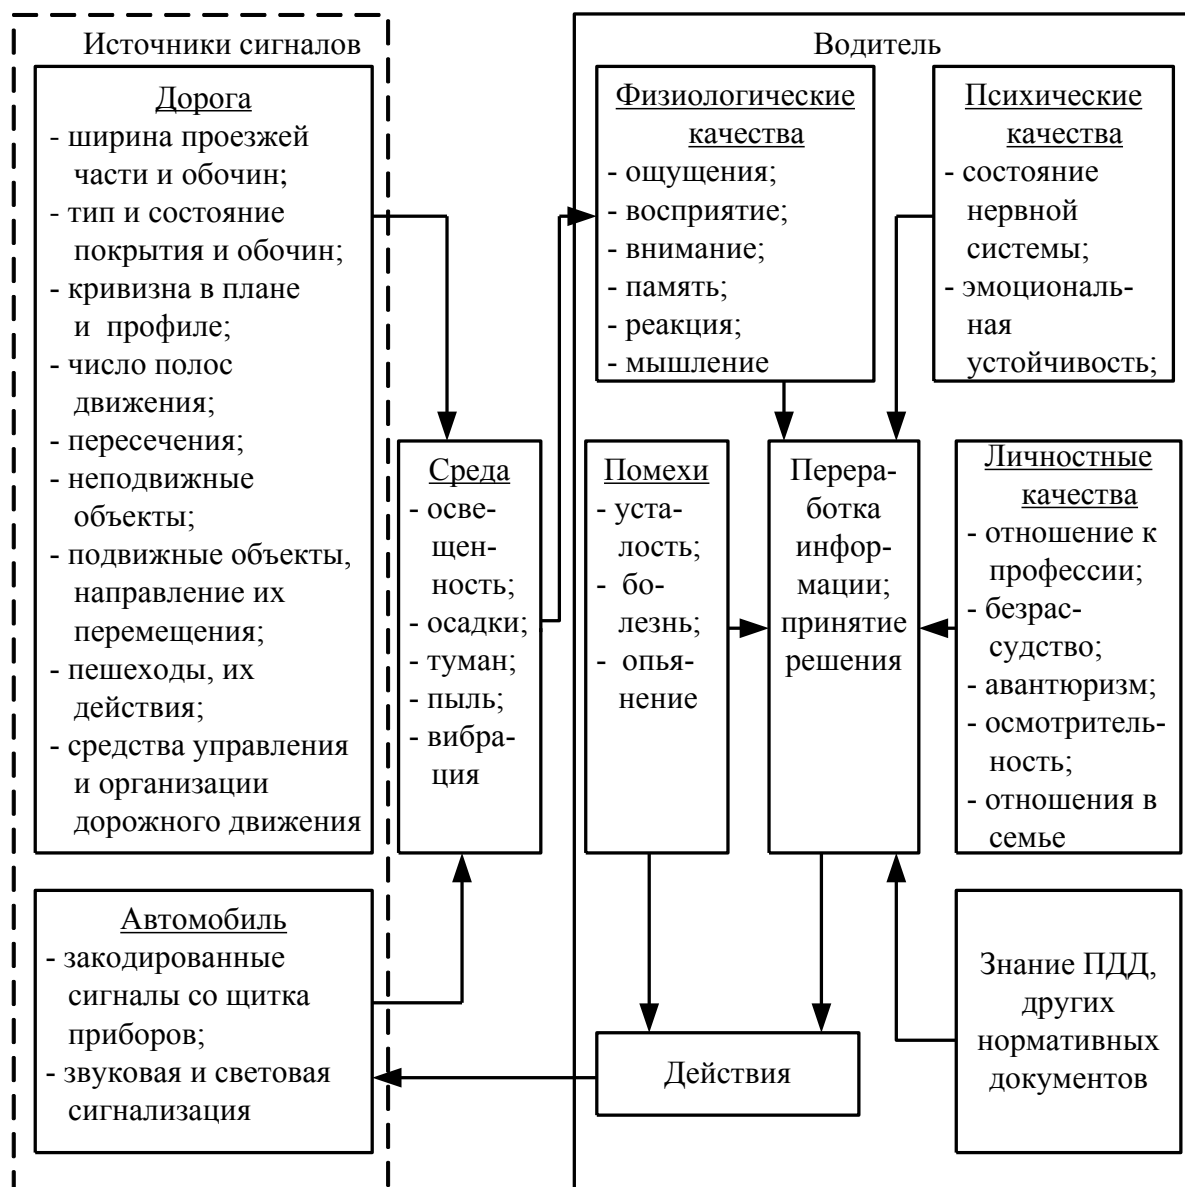 Источники сигналов
Дорога
- ширина проезжей
части и обочин;
- тип и состояние
покрытия и обочин;
- кривизна в плане
и профиле;
- число полос
движения;
- пересечения;
- неподвижные
объекты;
- подвижные объекты,
направление их
перемещения;
- пешеходы, их
действия;
- средства управления
и организации
дорожного движения
Автомобиль
- закодированные
сигналы со щитка
приборов;
- звуковая и световая
сигнализация
Среда
- осве-
щен-
ность;
- осадки;
- туман;
- пыль;
- вибра-
ция
Водитель
Физиологические
качества
- ощущения;
- восприятие;
- внимание;
- память;
- реакция;
- мышление
Психические
качества
- состояние
нервной
системы;
- эмоциональ-
ная
устойчивость;
Помехи
- уста-
лость;
- бо-
лезнь;
- опья-
нение
Перера-
ботка
инфор-
мации;
принятие
решения
Личностные
качества
- отношение к
профессии;
- безрас-
судство;
- авантюризм;
- осмотритель-
ность;
- отношения в
семье
Действия
Знание ПДД,
других
нормативных
документов